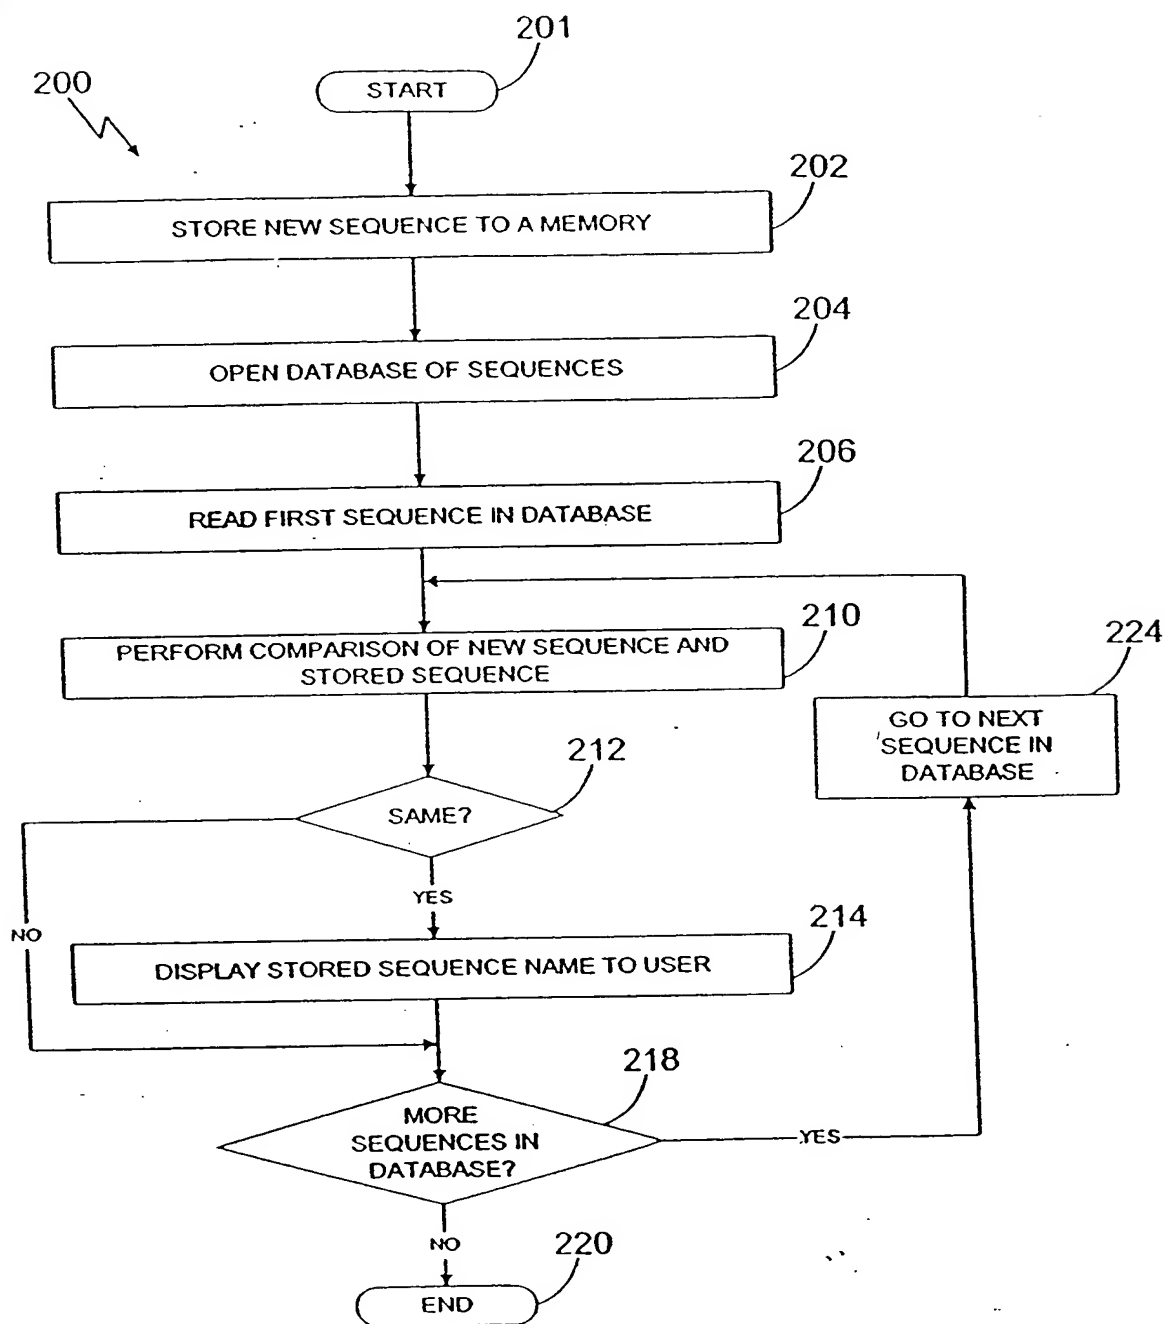 201
200
START
202
STORE NEW SEQUENCE TO A MEMORY
204
OPEN DATABASE OF SEQUENCES
206
READ FIRST SEQUENCE IN DATABASE
210
PERFORM COMPARISON OF NEW SEQUENCE AND
STORED SEQUENCE
224
GO TO NEXT
SEQUENCE IN
DATABASE
212
SAME?
YES
NO
214
DISPLAY STORED SEQUENCE NAME TO USER
218
MORE
SEQUENCES IN
DATABASE?
YES
NO
220
END